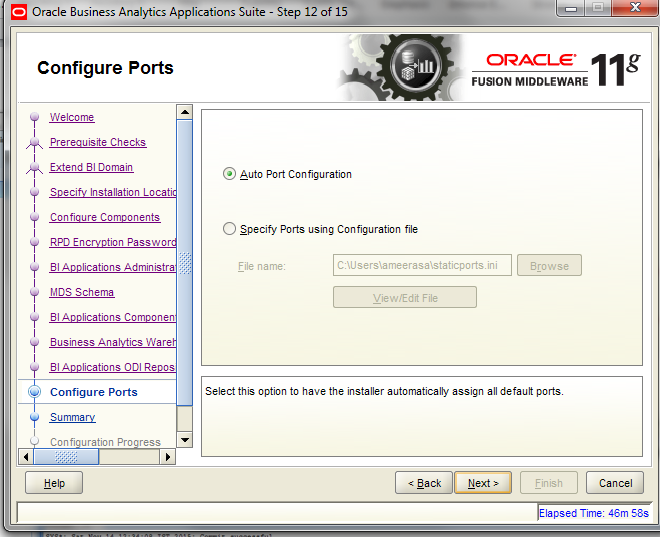 Oracle Business Analytics Applications Suite - Step 12 of 15
Configure Ports
ORACLE
FUSION MIDDLEWARE 11g
Welcome
Prerequisite Checks
Extend BI Domain
Specify Installation Locatio
Configure Components
RPD Encryption Password
BI Applications Administra
MDS Schema
BI Applications Component
Business Analytics Wareh
BI Applications ODI Repos
Configure Ports
Summary
Configuration Progress
Auto Port Configuration
Specify Ports using Configuration file
File name: C:\Users\ameerasa\staticports.ini Browse
View/Edit File
Select this option to have the installer automatically assign all default ports.
Help < Back Next > Finish Cancel
Elapsed Time: 46m 58s